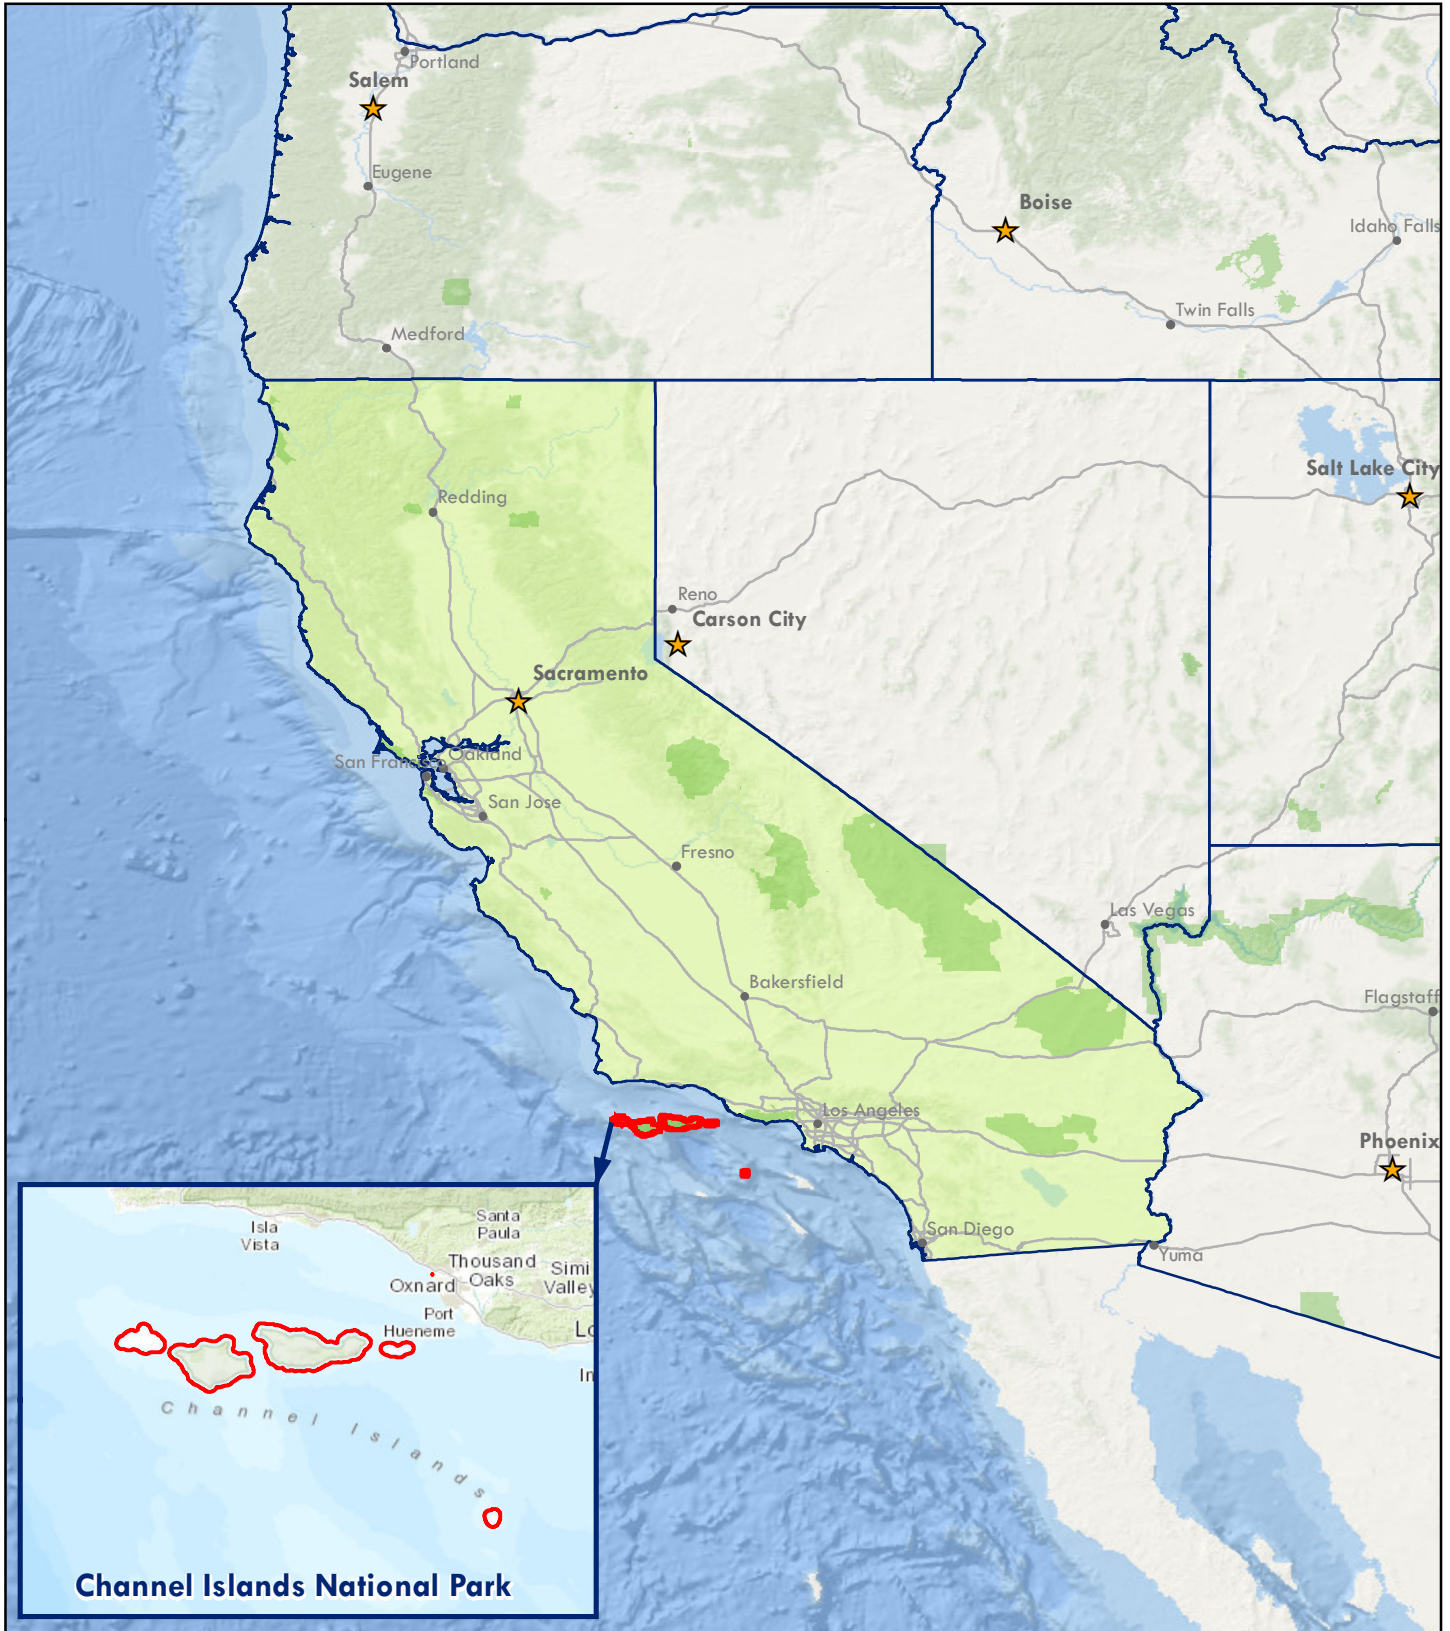 Portland
Salem
Eugene
Boise
Idaho Falls
Twin Falls
Medford
Salt Lake City
Redding
Reno
Carson City
Sacramento
Oakland
San Jose
Fresno
Las Vegas
Bakersfield
Flagstaff
Los Angeles
Phoenix
San Diego
Yuma
Isla
Vista
Santa
Paula
Thousand
Oaks
Simi
Valley
Oxnard
Port
Hueneme
Channel Islands
Channel Islands National Park